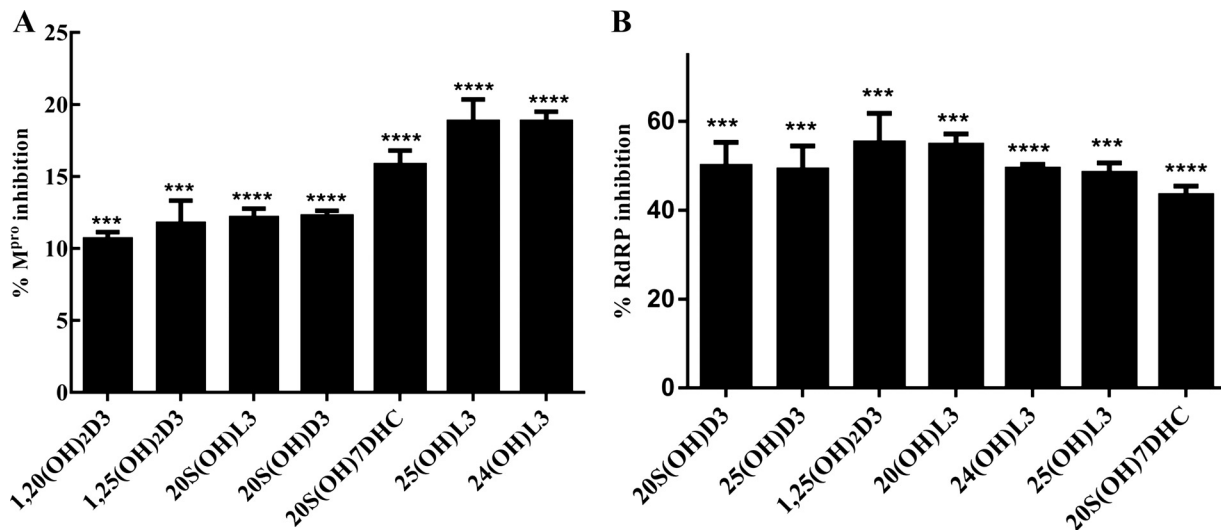 A
% Mᵖʳᵒ inhibition
25
20
15
10
5
0
***
***
****
****
****
****
****
1,20(OH)₂D3
1,25(OH)₂D3
20S(OH)L3
20S(OH)D3
20S(OH)7DHC
25(OH)L3
24(OH)L3
B
% RdRP inhibition
60
40
20
0
***
***
***
***
****
***
****
20S(OH)D3
25(OH)D3
1,25(OH)₂D3
20(OH)L3
24(OH)L3
25(OH)L3
20S(OH)7DHC